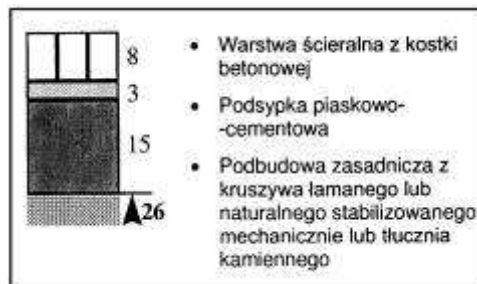 8
3
15
26
• Warstwa ścieralna z kostki
betonowej
• Podsypka piaskowo-
-cementowa
• Podbudowa zasadnicza z
kruszywa łamanego lub
naturalnego stabilizowanego
mechanicznie lub tłucznia
kamiennego